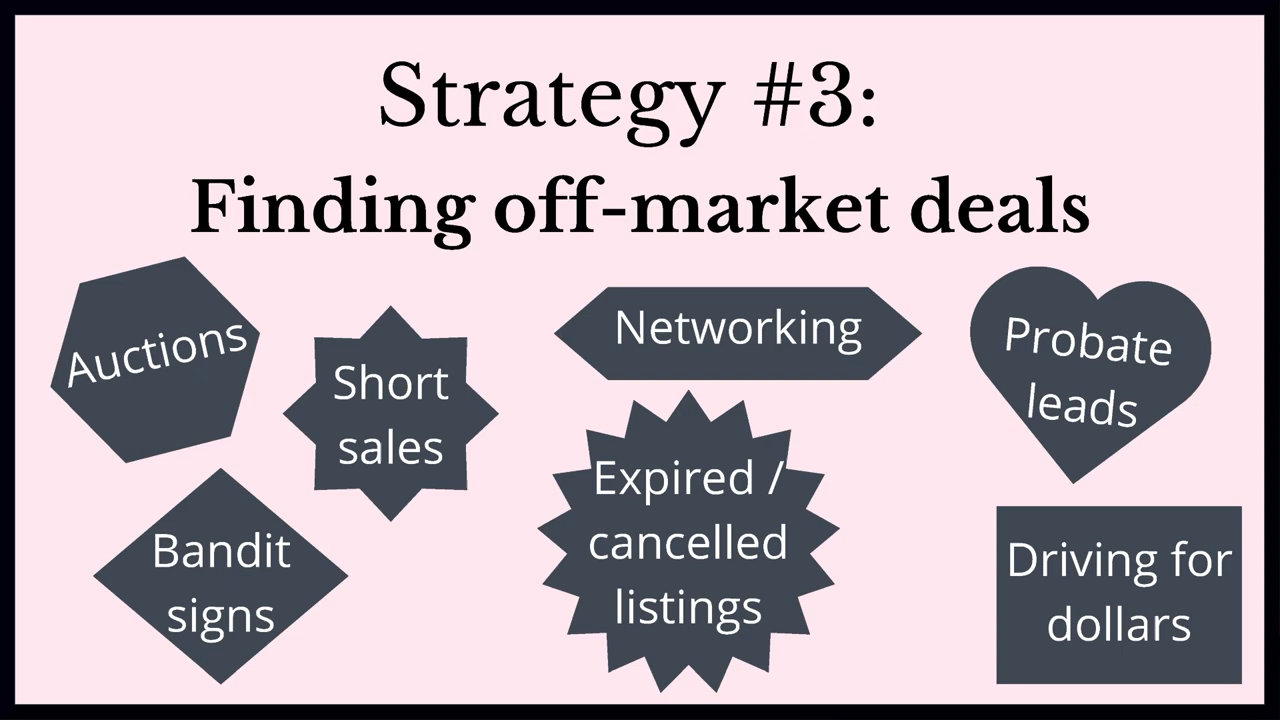 Strategy #3:
Finding off-market deals
Auctions
Short
sales
Networking
Probate
leads
Bandit
signs
Expired /
cancelled
listings
Driving for
dollars